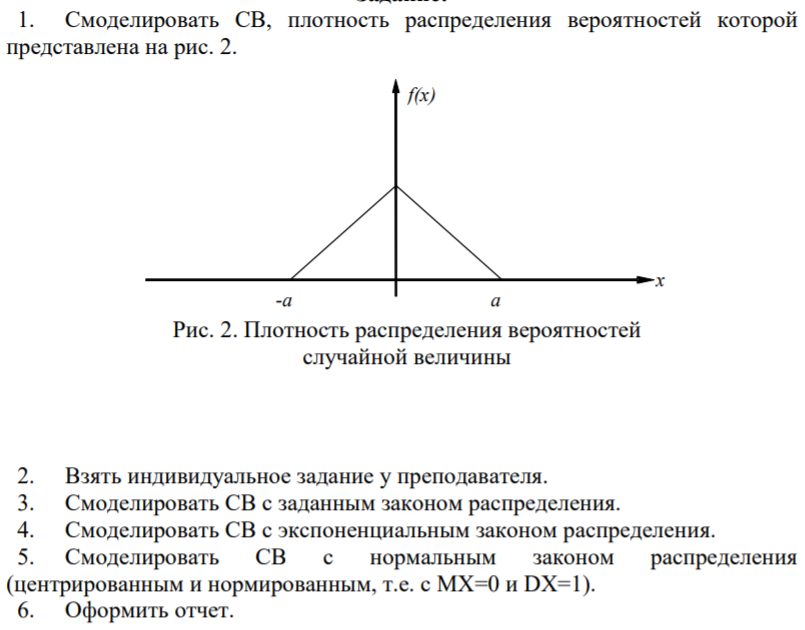 задание:
1. Смоделировать СВ, плотность распределения вероятностей которой
представлена на рис. 2.
f(x)
x
-a
a
Рис. 2. Плотность распределения вероятностей
случайной величины
2. Взять индивидуальное задание у преподавателя.
3. Смоделировать СВ с заданным законом распределения.
4. Смоделировать СВ с экспоненциальным законом распределения.
5. Смоделировать СВ с нормальным законом распределения
(центрированным и нормированным, т.е. с MX=0 и DX=1).
6. Оформить отчет.